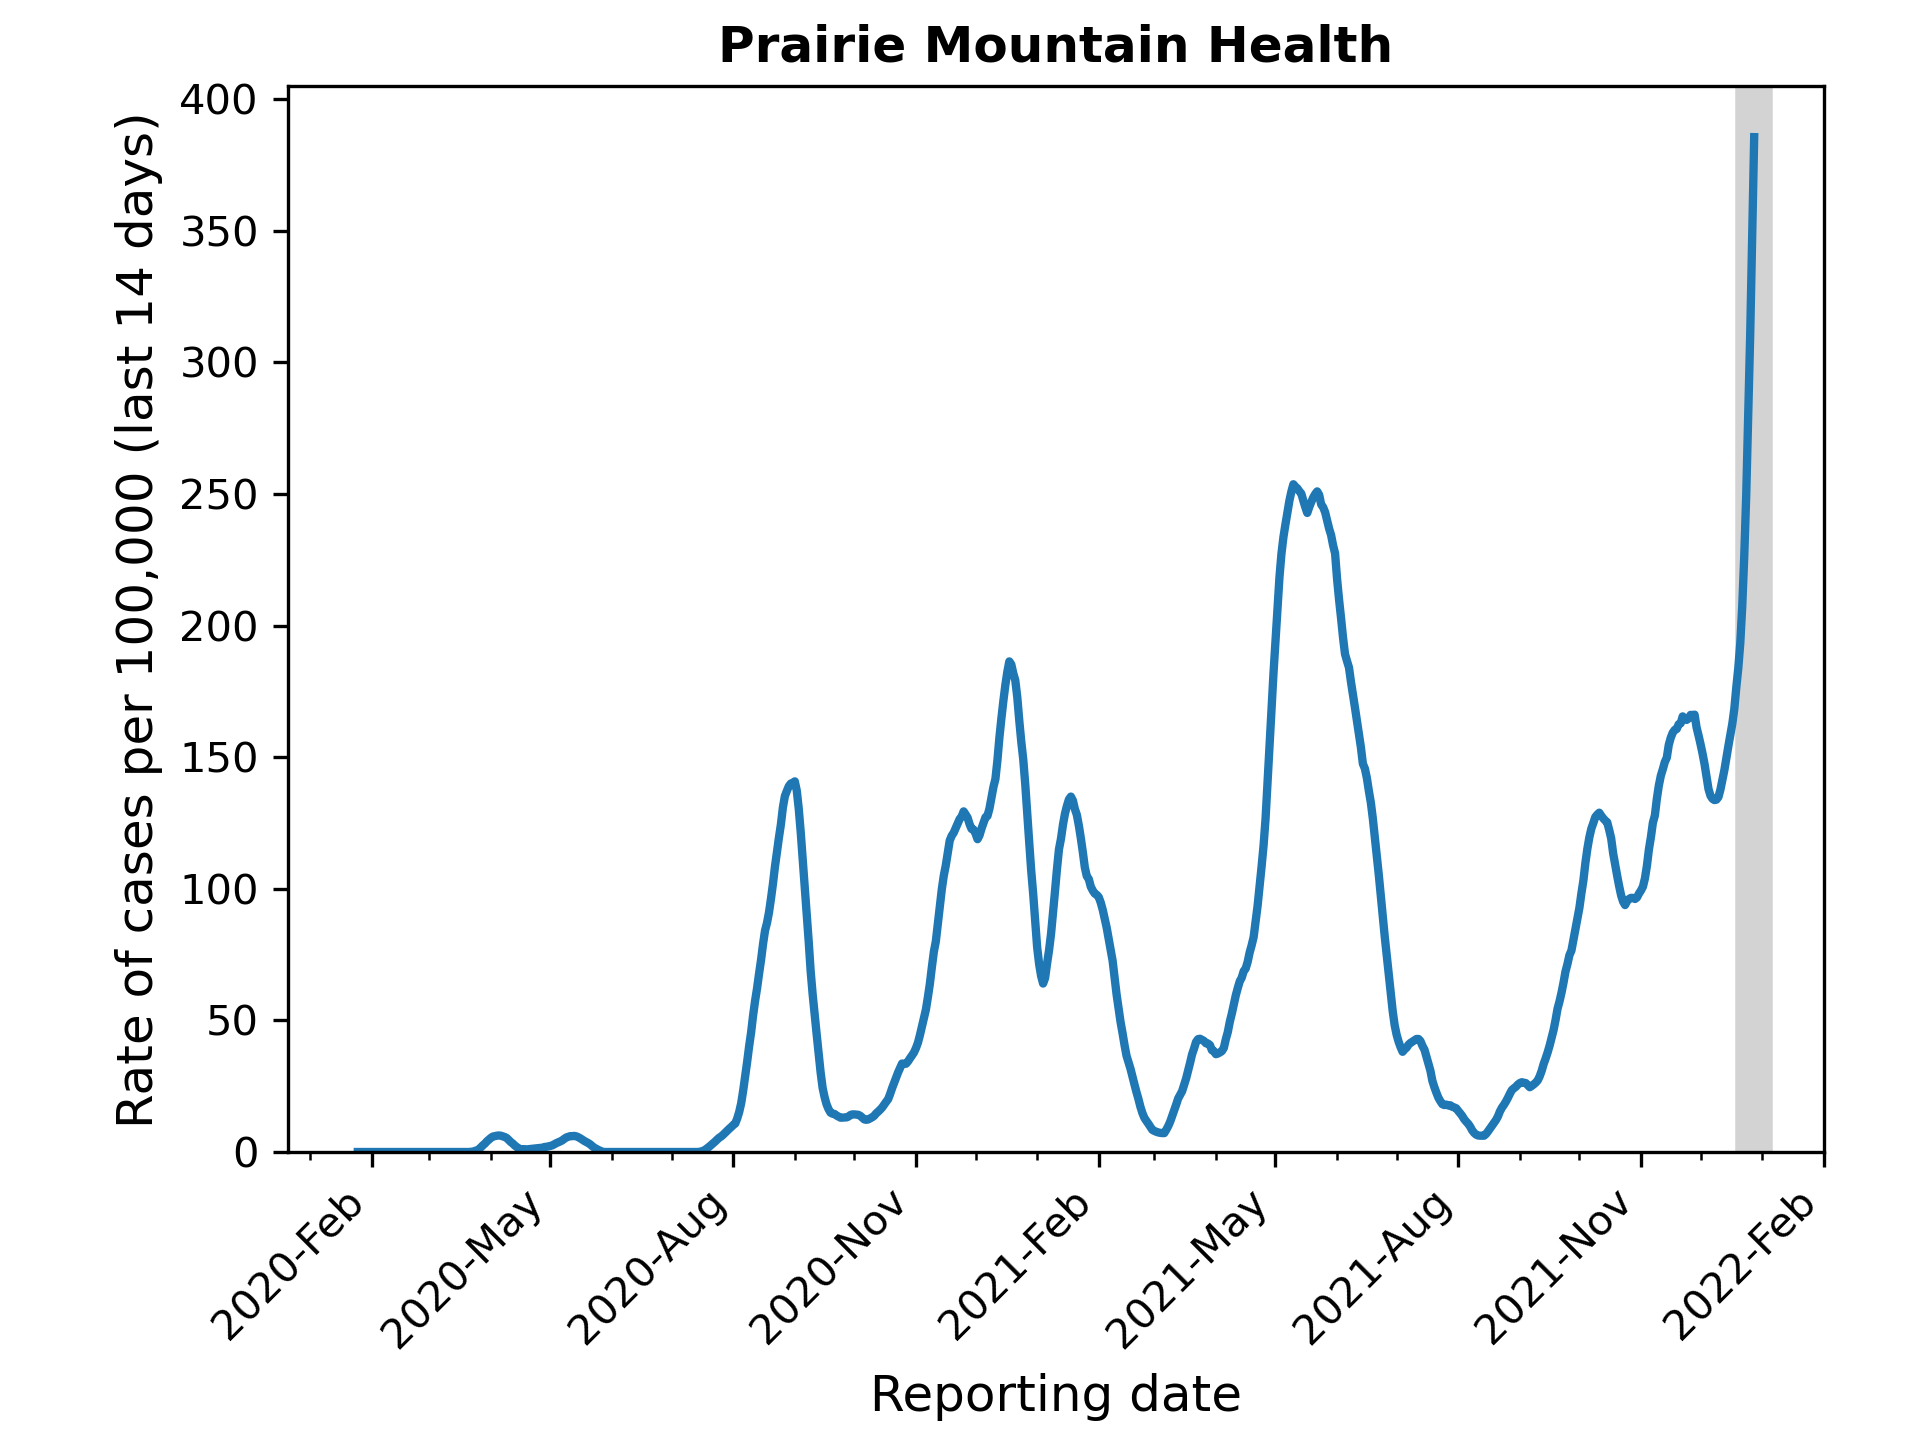 Prairie Mountain Health
Rate of cases per 100,000 (last 14 days)
400
350
300
250
200
150
100
50
0
2020-Feb
2020-May
2020-Aug
2020-Nov
2021-Feb
2021-May
2021-Aug
2021-Nov
2022-Feb
Reporting date